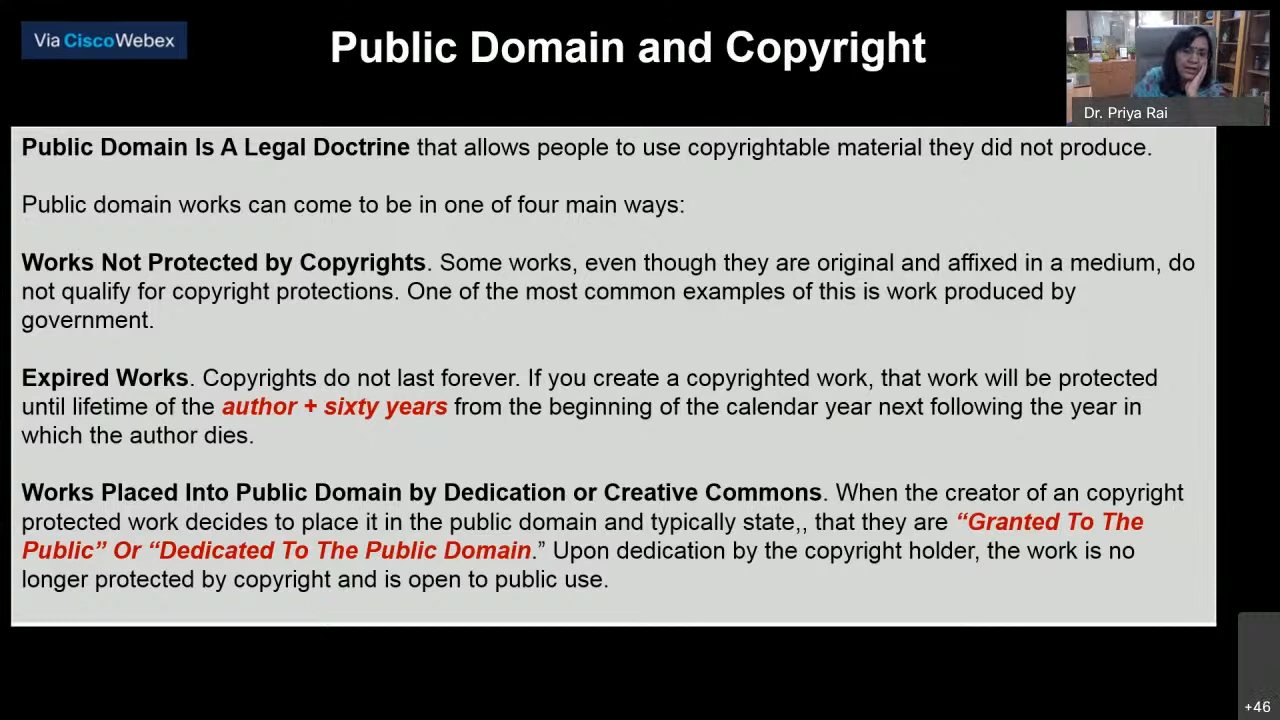 Via CiscoWebex
Public Domain and Copyright
Dr. Priya Rai
Public Domain Is A Legal Doctrine that allows people to use copyrightable material they did not produce.
Public domain works can come to be in one of four main ways:
Works Not Protected by Copyrights. Some works, even though they are original and affixed in a medium, do
not qualify for copyright protections. One of the most common examples of this is work produced by
government.
Expired Works. Copyrights do not last forever. If you create a copyrighted work, that work will be protected
until lifetime of the author + sixty years from the beginning of the calendar year next following the year in
which the author dies.
Works Placed Into Public Domain by Dedication or Creative Commons. When the creator of an copyright
protected work decides to place it in the public domain and typically state,, that they are “Granted To The
Public” Or “Dedicated To The Public Domain.” Upon dedication by the copyright holder, the work is no
longer protected by copyright and is open to public use.
+46